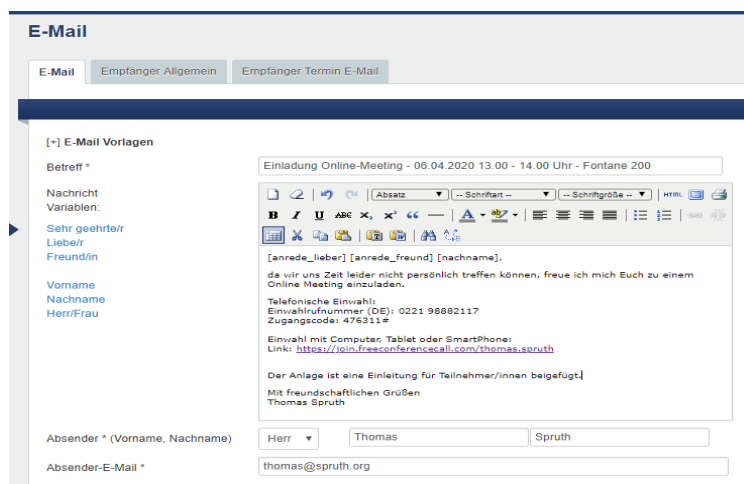 E-Mail
E-Mail Empfänger Allgemein Empfänger Termin E-Mail
[+] E-Mail Vorlagen
Betreff * Einladung Online-Meeting - 06.04.2020 13.00 - 14.00 Uhr - Fontane 200
Nachricht
Variablen:
Sehr geehrte/r
Liebe/r
Freund/in
Vorname
Nachname
Herr/Frau
Absatz -- Schriftart -- -- Schriftgröße -- HTML
B I U ABC X, X² A ab
[anrede_lieber] [anrede_freund] [nachname],
da wir uns Zeit leider nicht persönlich treffen können, freue ich mich Euch zu einem
Online Meeting einzuladen.
Telefonische Einwahl:
Einwahlrufnummer (DE): 0221 98882117
Zugangscode: 476311#
Einwahl mit Computer, Tablet oder SmartPhone:
Link: https://join.freeconferencecall.com/thomas.spruth
Der Anlage ist eine Einleitung für Teilnehmer/innen beigefügt.
Mit freundschaftlichen Grüßen
Thomas Spruth
Absender * (Vorname, Nachname) Herr Thomas Spruth
Absender-E-Mail * thomas@spruth.org